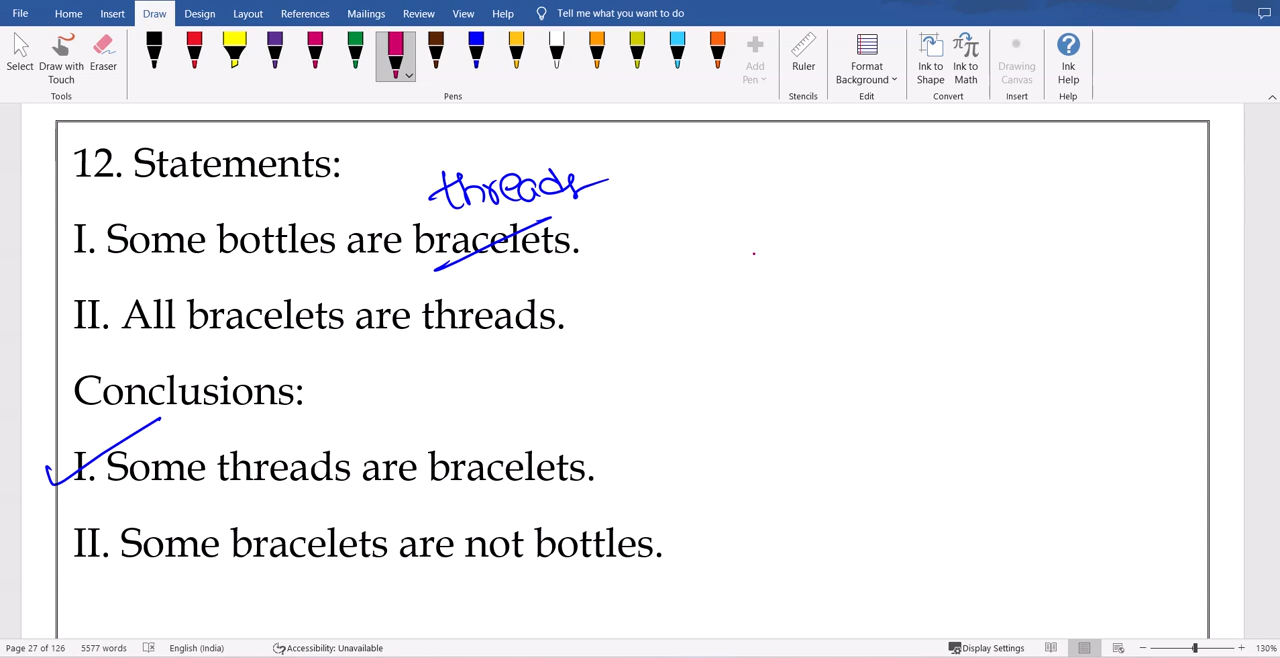 File Home Insert Draw Design Layout References Mailings Review View Help Tell me what you want to do
Select Draw with Touch Eraser Add Pen Ruler Format Background Ink to Shape Ink to Math Drawing Canvas Ink Help
Tools Pens Stencils Edit Convert Insert Help
12. Statements:
threads
I. Some bottles are bracelets.
II. All bracelets are threads.
Conclusions:
I. Some threads are bracelets.
II. Some bracelets are not bottles.
Page 27 of 126 5577 words English (India) Accessibility: Unavailable Display Settings 130%